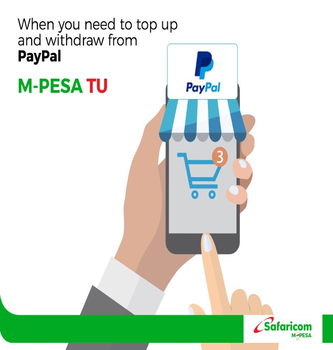 When you need to top up
and withdraw from
PayPal
M-PESA TU
PayPal
3
Safaricom
M-PESA